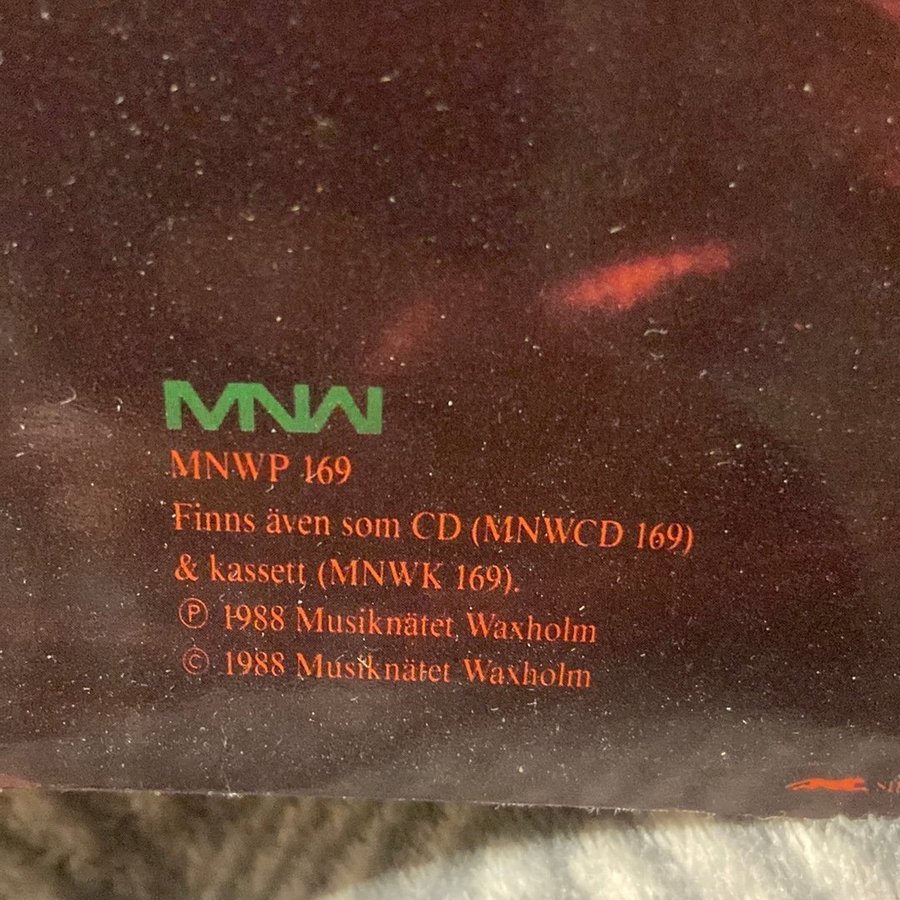 MNW
MNWP 169
Finns även som CD (MNWCD 169)
& kassett (MNWK 169).
Ⓟ 1988 Musiknätet Waxholm
© 1988 Musiknätet Waxholm